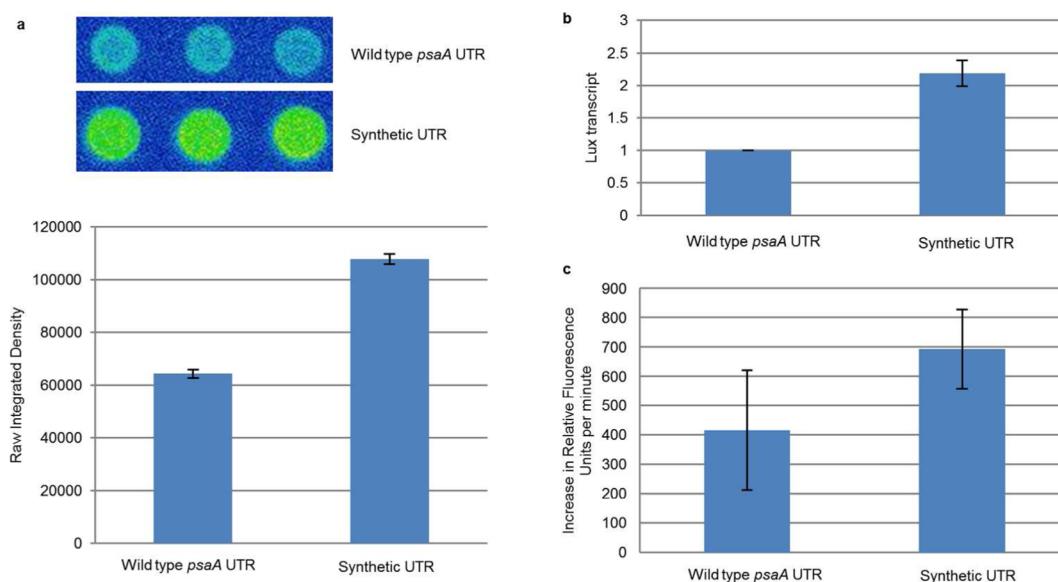 a
Wild type psaA UTR
Synthetic UTR
Raw Integrated Density
120000
100000
80000
60000
40000
20000
0
Wild type psaA UTR
Synthetic UTR
b
Lux transcript
3
2.5
2
1.5
1
0.5
0
Wild type psaA UTR
Synthetic UTR
c
Increase in Relative Fluorescence
Units per minute
900
800
700
600
500
400
300
200
100
0
Wild type psaA UTR
Synthetic UTR